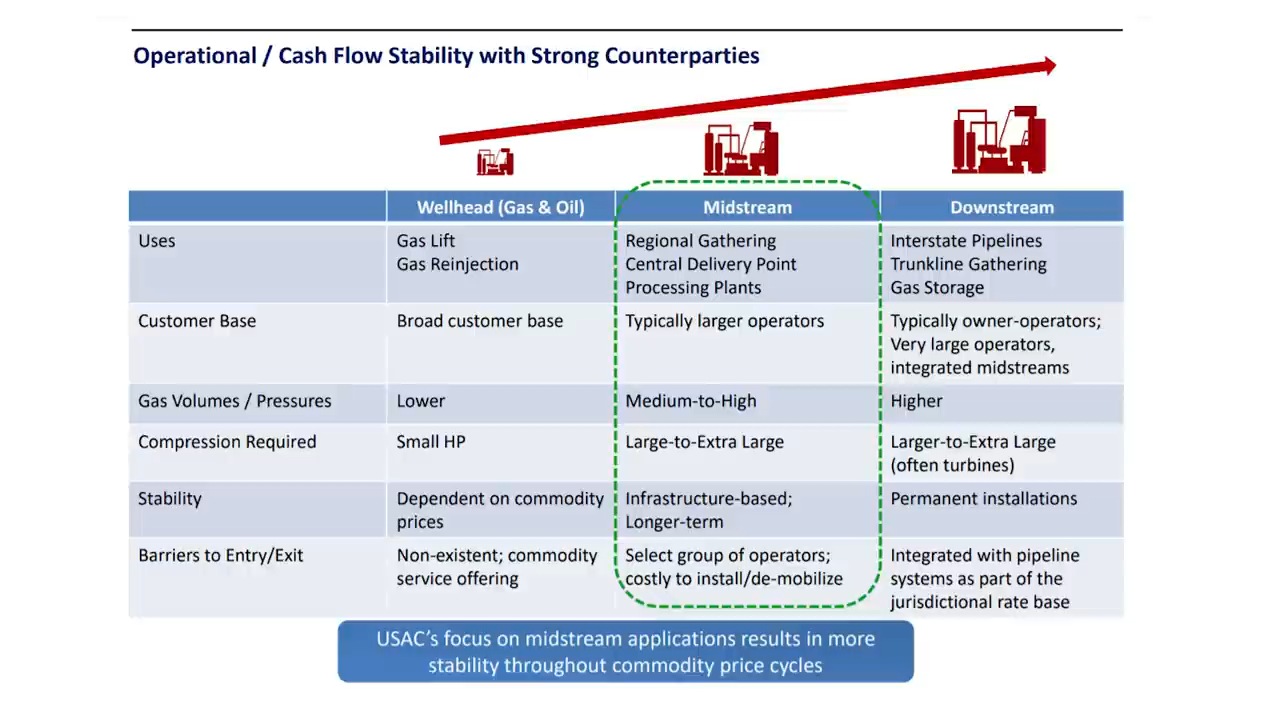 Operational / Cash Flow Stability with Strong Counterparties
Wellhead (Gas & Oil)
Midstream
Downstream
Uses
Gas Lift
Gas Reinjection
Regional Gathering
Central Delivery Point
Processing Plants
Interstate Pipelines
Trunkline Gathering
Gas Storage
Customer Base
Broad customer base
Typically larger operators
Typically owner-operators;
Very large operators,
integrated midstreams
Gas Volumes / Pressures
Lower
Medium-to-High
Higher
Compression Required
Small HP
Large-to-Extra Large
Larger-to-Extra Large
(often turbines)
Stability
Dependent on commodity
prices
Infrastructure-based;
Longer-term
Permanent installations
Barriers to Entry/Exit
Non-existent; commodity
service offering
Select group of operators;
costly to install/de-mobilize
Integrated with pipeline
systems as part of the
jurisdictional rate base
USAC's focus on midstream applications results in more
stability throughout commodity price cycles